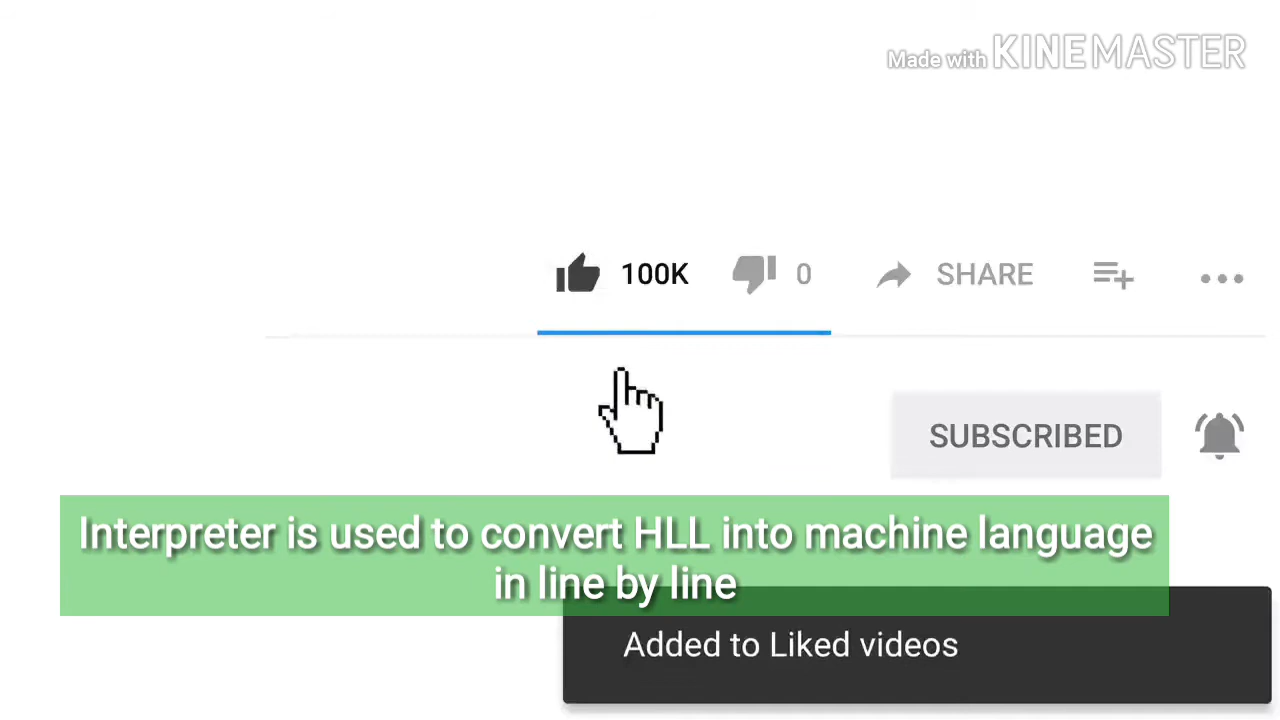 Made with KINEMASTER
100K 0 SHARE
SUBSCRIBED
Interpreter is used to convert HLL into machine language
in line by line
Added to Liked videos